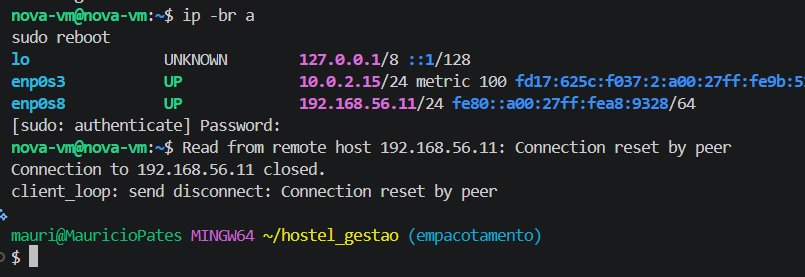 nova-vm@nova-vm:~$ ip -br a
sudo reboot
lo UNKNOWN 127.0.0.1/8 ::1/128
enp0s3 UP 10.0.2.15/24 metric 100 fd17:625c:f037:2:a00:27ff:fe9b:5
enp0s8 UP 192.168.56.11/24 fe80::a00:27ff:fea8:9328/64
[sudo: authenticate] Password:
nova-vm@nova-vm:~$ Read from remote host 192.168.56.11: Connection reset by peer
Connection to 192.168.56.11 closed.
client_loop: send disconnect: Connection reset by peer
mauri@MauricioPates MINGW64 ~/hostel_gestao (empacotamento)
$